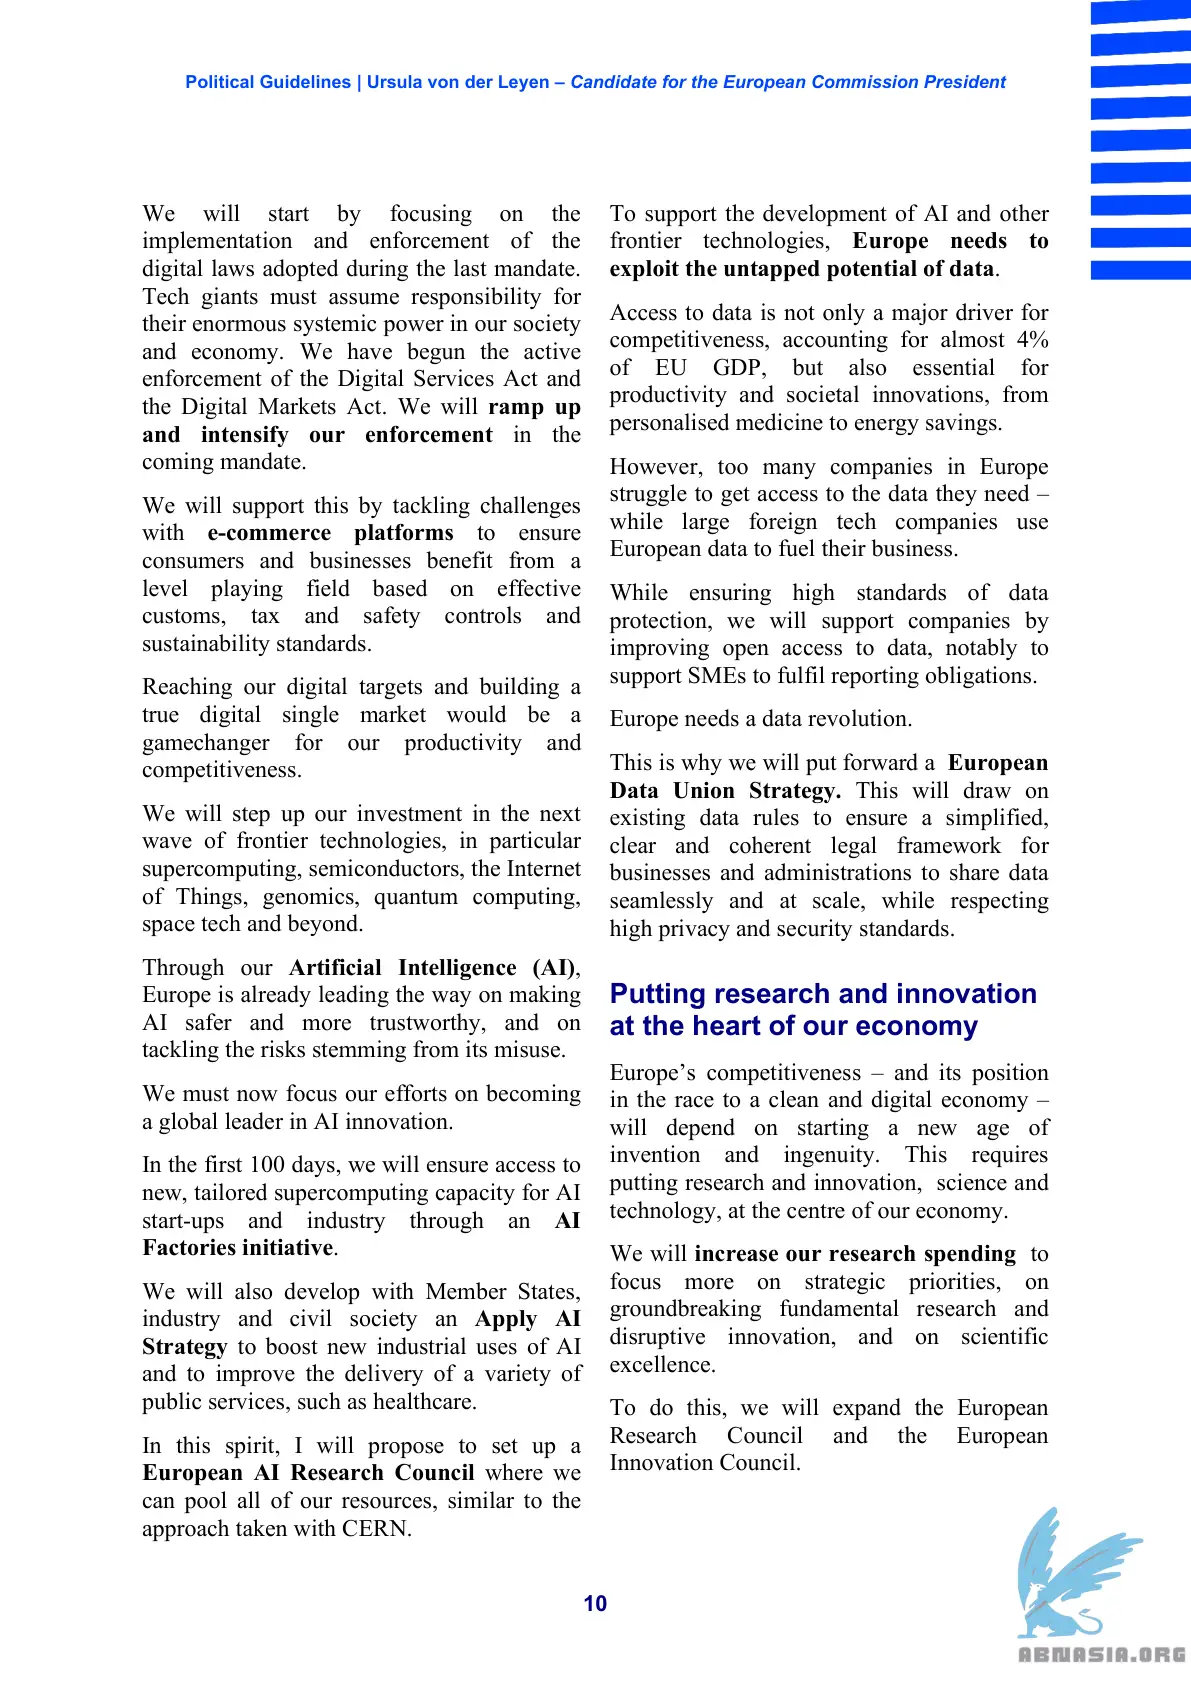 Political Guidelines | Ursula von der Leyen – Candidate for the European Commission President
We will start by focusing on the
implementation and enforcement of the
digital laws adopted during the last mandate.
Tech giants must assume responsibility for
their enormous systemic power in our society
and economy. We have begun the active
enforcement of the Digital Services Act and
the Digital Markets Act. We will ramp up
and intensify our enforcement in the
coming mandate.
We will support this by tackling challenges
with e-commerce platforms to ensure
consumers and businesses benefit from a
level playing field based on effective
customs, tax and safety controls and
sustainability standards.
Reaching our digital targets and building a
true digital single market would be a
gamechanger for our productivity and
competitiveness.
We will step up our investment in the next
wave of frontier technologies, in particular
supercomputing, semiconductors, the Internet
of Things, genomics, quantum computing,
space tech and beyond.
Through our Artificial Intelligence (AI),
Europe is already leading the way on making
AI safer and more trustworthy, and on
tackling the risks stemming from its misuse.
We must now focus our efforts on becoming
a global leader in AI innovation.
In the first 100 days, we will ensure access to
new, tailored supercomputing capacity for AI
start-ups and industry through an AI
Factories initiative.
We will also develop with Member States,
industry and civil society an Apply AI
Strategy to boost new industrial uses of AI
and to improve the delivery of a variety of
public services, such as healthcare.
In this spirit, I will propose to set up a
European AI Research Council where we
can pool all of our resources, similar to the
approach taken with CERN.
To support the development of AI and other
frontier technologies, Europe needs to
exploit the untapped potential of data.
Access to data is not only a major driver for
competitiveness, accounting for almost 4%
of EU GDP, but also essential for
productivity and societal innovations, from
personalised medicine to energy savings.
However, too many companies in Europe
struggle to get access to the data they need –
while large foreign tech companies use
European data to fuel their business.
While ensuring high standards of data
protection, we will support companies by
improving open access to data, notably to
support SMEs to fulfil reporting obligations.
Europe needs a data revolution.
This is why we will put forward a European
Data Union Strategy. This will draw on
existing data rules to ensure a simplified,
clear and coherent legal framework for
businesses and administrations to share data
seamlessly and at scale, while respecting
high privacy and security standards.
Putting research and innovation
at the heart of our economy
Europe’s competitiveness – and its position
in the race to a clean and digital economy –
will depend on starting a new age of
invention and ingenuity. This requires
putting research and innovation, science and
technology, at the centre of our economy.
We will increase our research spending to
focus more on strategic priorities, on
groundbreaking fundamental research and
disruptive innovation, and on scientific
excellence.
To do this, we will expand the European
Research Council and the European
Innovation Council.
10
ABNASIA.ORG